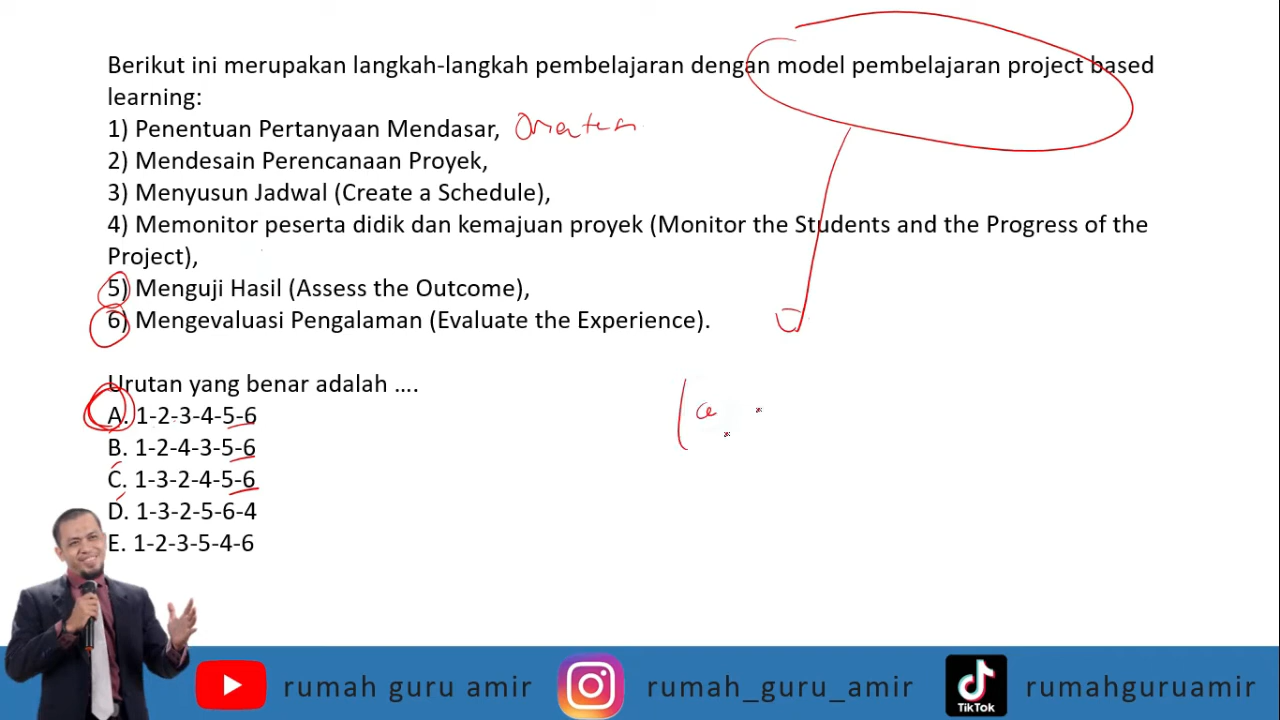 Berikut ini merupakan langkah-langkah pembelajaran dengan model pembelajaran project based
learning:
1) Penentuan Pertanyaan Mendasar,
2) Mendesain Perencanaan Proyek,
3) Menyusun Jadwal (Create a Schedule),
4) Memonitor peserta didik dan kemajuan proyek (Monitor the Students and the Progress of the
Project),
5) Menguji Hasil (Assess the Outcome),
6) Mengevaluasi Pengalaman (Evaluate the Experience).
Urutan yang benar adalah ....
A. 1-2-3-4-5-6
B. 1-2-4-3-5-6
C. 1-3-2-4-5-6
D. 1-3-2-5-6-4
E. 1-2-3-5-4-6
rumah guru amir
rumah_guru_amir
TikTok
rumahguruamir